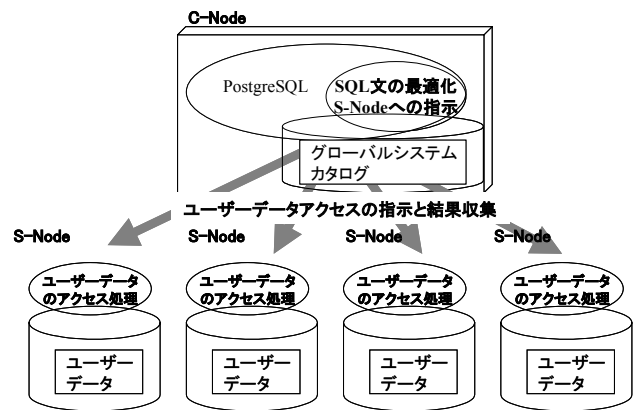 C-Node
PostgreSQL
SQL文の最適化
S-Nodeへの指示
グローバルシステム
カタログ
ユーザーデータアクセスの指示と結果収集
S-Node
S-Node
S-Node
S-Node
ユーザーデータ
のアクセス処理
ユーザーデータ
のアクセス処理
ユーザーデータ
のアクセス処理
ユーザーデータ
のアクセス処理
ユーザー
データ
ユーザー
データ
ユーザー
データ
ユーザー
データ